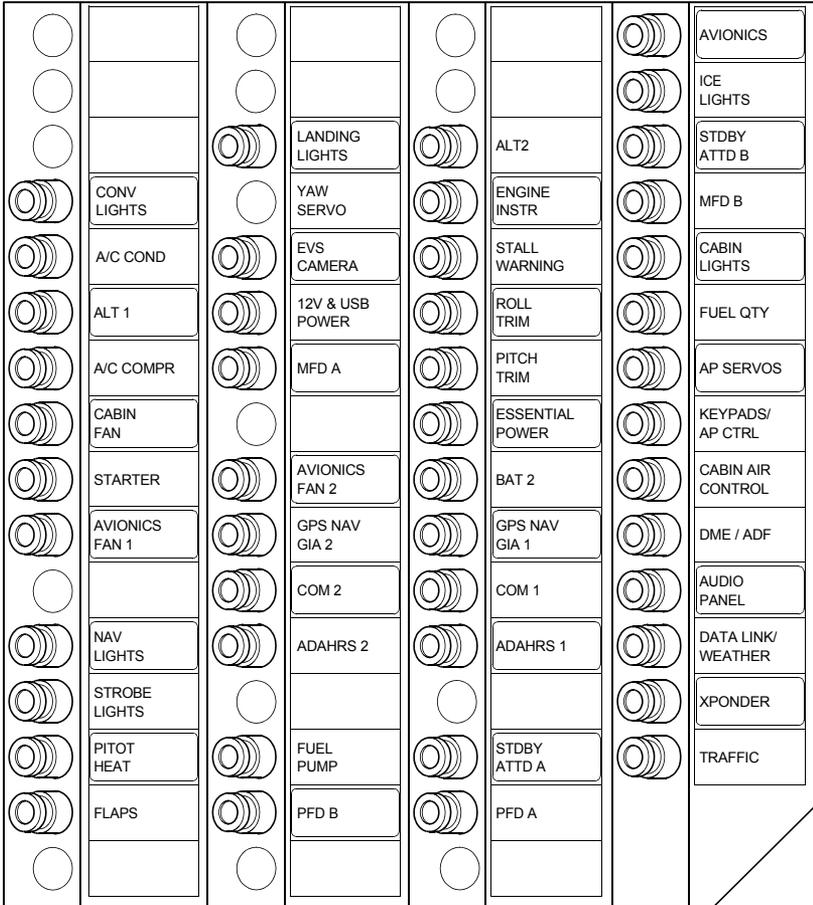 CONV
LIGHTS
A/C COND
ALT 1
A/C COMPR
CABIN
FAN
STARTER
AVIONICS
FAN 1
NAV
LIGHTS
STROBE
LIGHTS
PITOT
HEAT
FLAPS
LANDING
LIGHTS
YAW
SERVO
EVS
CAMERA
12V & USB
POWER
MFD A
AVIONICS
FAN 2
GPS NAV
GIA 2
COM 2
ADAHRS 2
FUEL
PUMP
PFD B
ALT2
ENGINE
INSTR
STALL
WARNING
ROLL
TRIM
PITCH
TRIM
ESSENTIAL
POWER
BAT 2
GPS NAV
GIA 1
COM 1
ADAHRS 1
STDBY
ATTD A
PFD A
AVIONICS
ICE
LIGHTS
STDBY
ATTD B
MFD B
CABIN
LIGHTS
FUEL QTY
AP SERVOS
KEYPADS/
AP CTRL
CABIN AIR
CONTROL
DME / ADF
AUDIO
PANEL
DATA LINK/
WEATHER
XPONDER
TRAFFIC